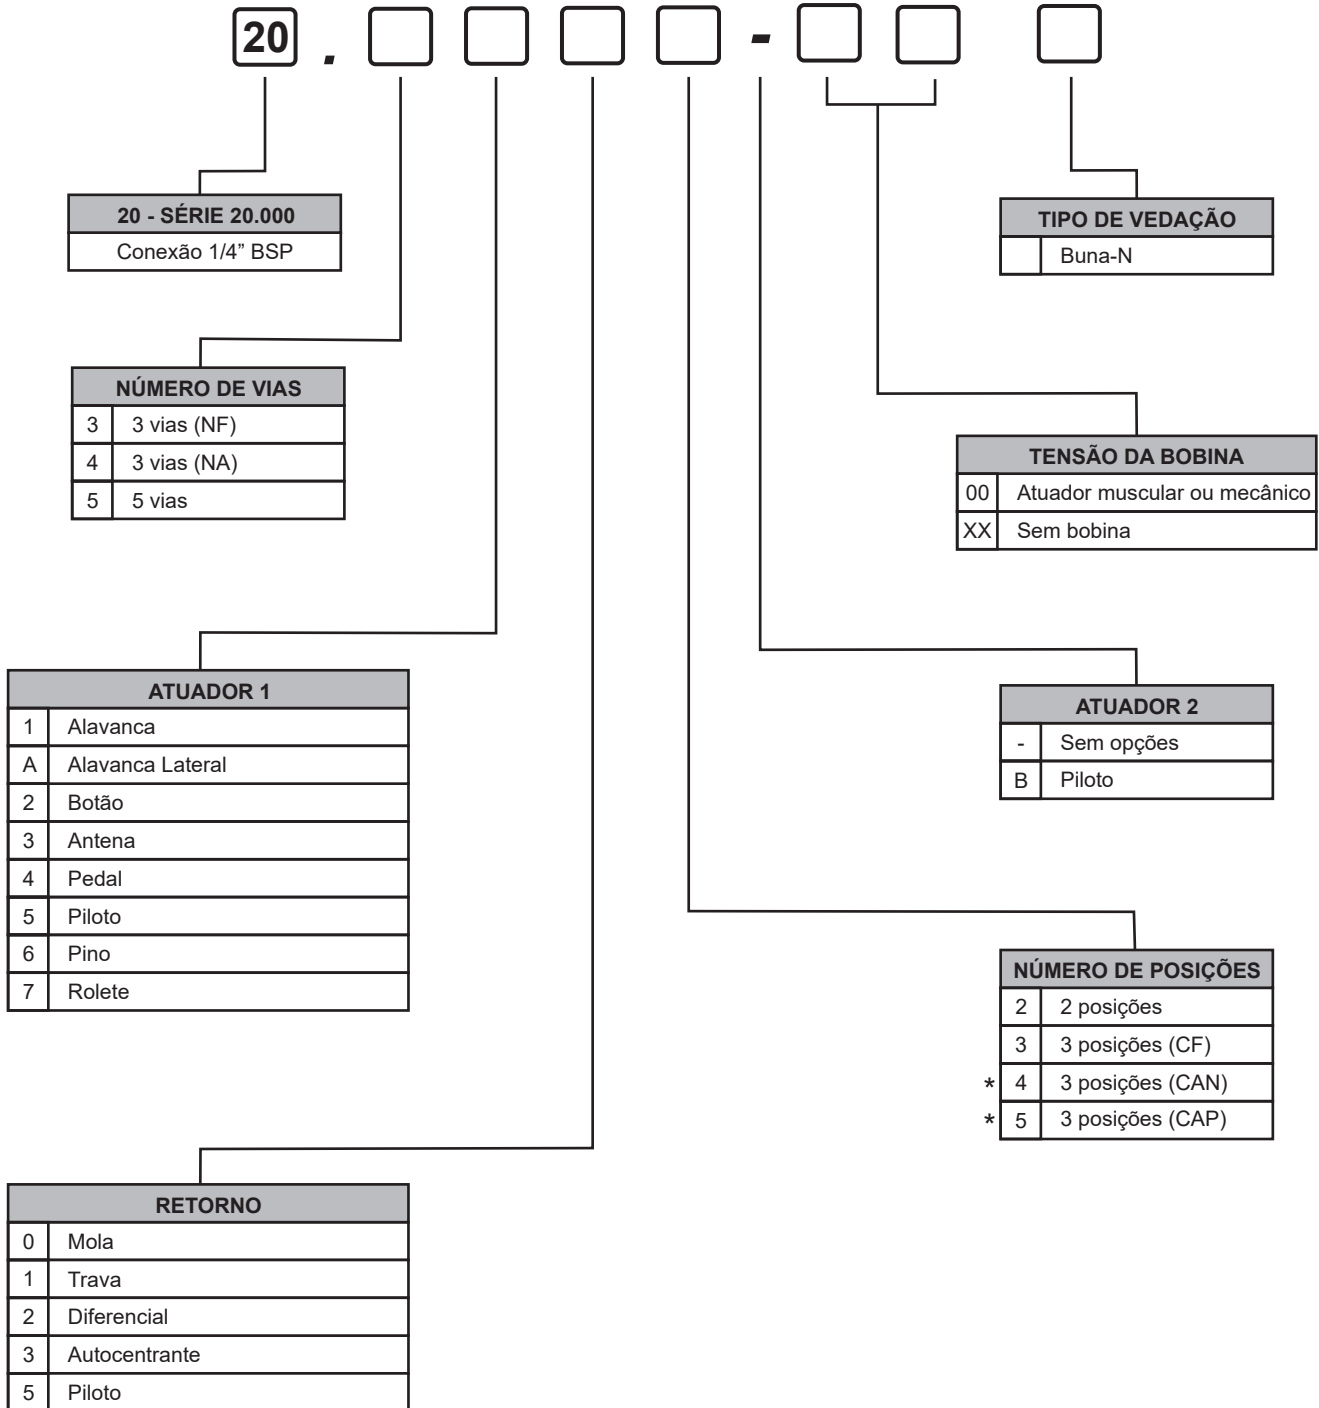 20 . -
20 - SÉRIE 20.000
Conexão 1/4” BSP
TIPO DE VEDAÇÃO
Buna-N
NÚMERO DE VIAS
3 3 vias (NF)
4 3 vias (NA)
5 5 vias
TENSÃO DA BOBINA
00 Atuador muscular ou mecânico
XX Sem bobina
ATUADOR 1
1 Alavanca
A Alavanca Lateral
2 Botão
3 Antena
4 Pedal
5 Piloto
6 Pino
7 Rolete
ATUADOR 2
- Sem opções
B Piloto
NÚMERO DE POSIÇÕES
2 2 posições
3 3 posições (CF)
* 4 3 posições (CAN)
* 5 3 posições (CAP)
RETORNO
0 Mola
1 Trava
2 Diferencial
3 Autocentrante
5 Piloto